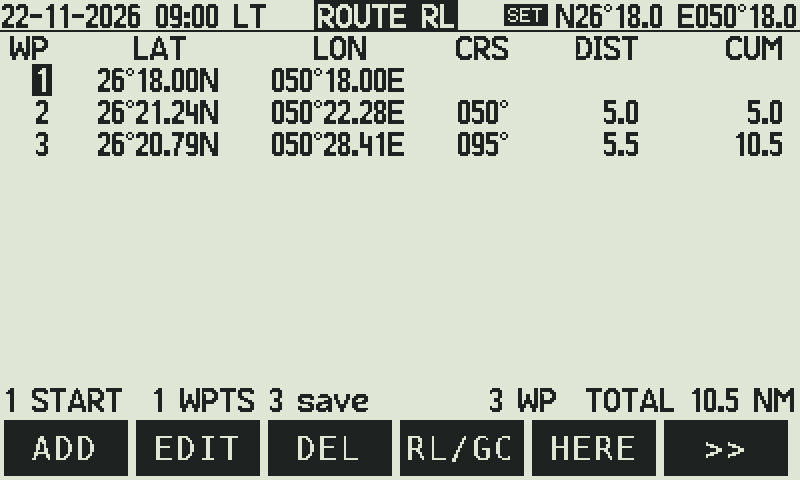 22-11-2026 09:00 LT ROUTE RL SET N26°18.0 E050°18.0
WP LAT LON CRS DIST CUM
1 26°18.00N 050°18.00E
2 26°21.24N 050°22.28E 050° 5.0 5.0
3 26°20.79N 050°28.41E 095° 5.5 10.5
1 START 1 WPTS 3 save 3 WP TOTAL 10.5 NM
ADD EDIT DEL RL/GC HERE >>